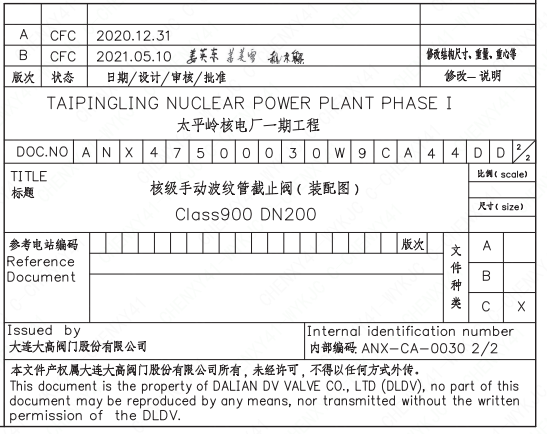 A CFC 2020.12.31
B CFC 2021.05.10 修改结构尺寸、重量、重心等
版次 状态 日期/设计/审核/批准 修改—说明
TAIPINGLING NUCLEAR POWER PLANT PHASE I
太平岭核电厂一期工程
DOC.NO A N X 4 7 5 0 0 0 3 0 W 9 C A 4 4 D D 2/2
TITLE
标题
比例(scale)
核级手动波纹管截止阀(装配图)
Class900 DN200
尺寸(size)
参考电站编码
Reference
Document
版次
文件种类
A
B
C X
Issued by
大连大高阀门股份有限公司
Internal identification number
内部编码: ANX-CA-0030 2/2
本文件产权属大连大高阀门股份有限公司所有,未经许可,不得以任何方式外传。
This document is the property of DALIAN DV VALVE CO., LTD (DLDV), no part of this
document may be reproduced by any means, nor transmitted without the written
permission of the DLDV.